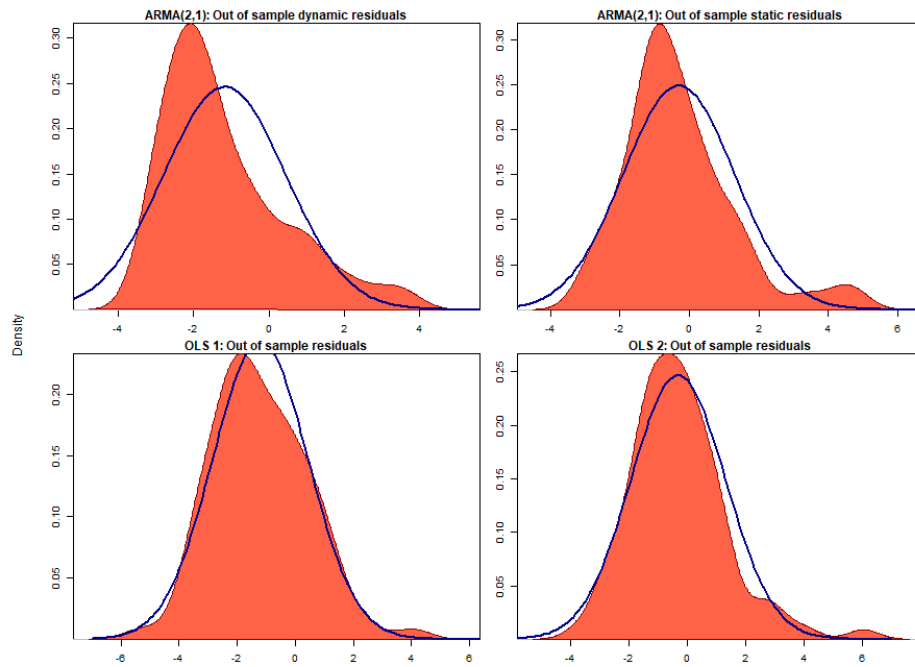 ARMA(2,1): Out of sample dynamic residuals
0.30
0.25
0.20
0.15
0.10
0.05
-4 -2 0 2 4
ARMA(2,1): Out of sample static residuals
0.30
0.25
0.20
0.15
0.10
0.05
-4 -2 0 2 4 6
Density
OLS 1: Out of sample residuals
0.20
0.15
0.10
0.05
-6 -4 -2 0 2 4 6
OLS 2: Out of sample residuals
0.25
0.20
0.15
0.10
0.05
-4 -2 0 2 4 6